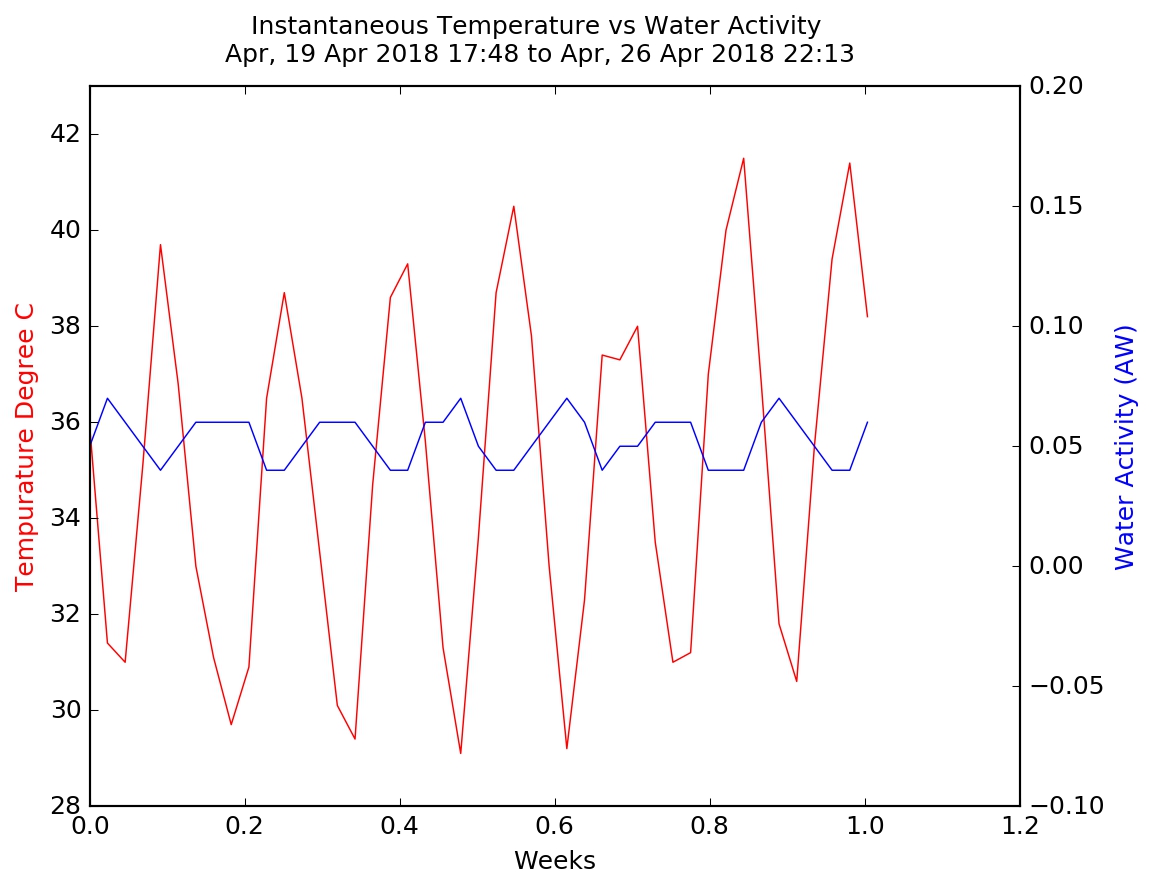 Instantaneous Temperature vs Water Activity
Apr, 19 Apr 2018 17:48 to Apr, 26 Apr 2018 22:13
Tempurature Degree C
42
40
38
36
34
32
30
28
0.20
0.15
0.10
0.05
0.00
−0.05
−0.10
Water Activity (AW)
0.0 0.2 0.4 0.6 0.8 1.0 1.2
Weeks